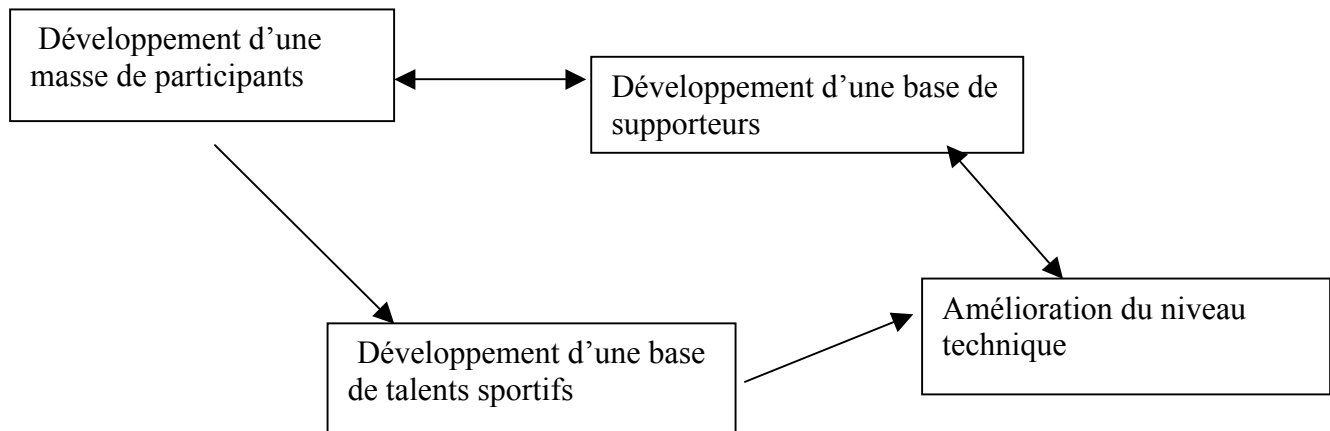 Développement d’une
masse de participants
Développement d’une base de
supporteurs
Amélioration du niveau
technique
Développement d’une base
de talents sportifs